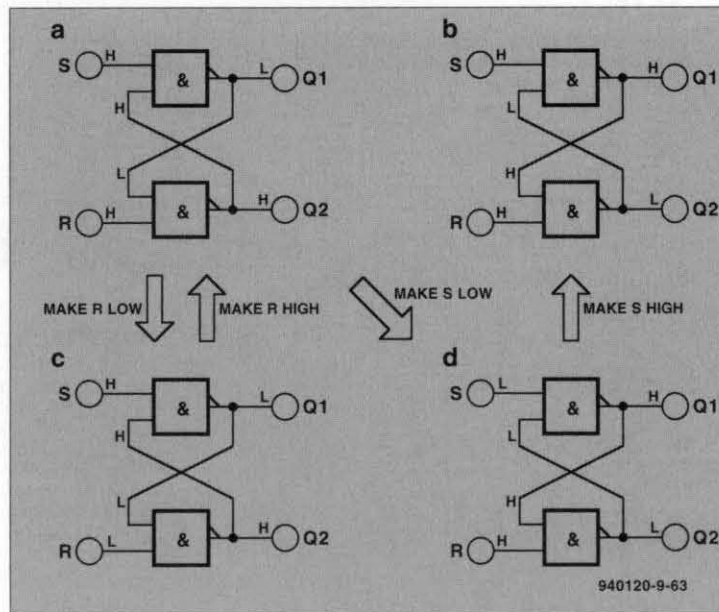 a
b
S H & L Q1
H
L
R H & H Q2
S H & H Q1
L
H
R H & L Q2
MAKE R LOW
MAKE R HIGH
MAKE S LOW
MAKE S HIGH
c
d
S H & L Q1
H
L
R L & H Q2
S L & H Q1
L
H
R H & L Q2
940120-9-63